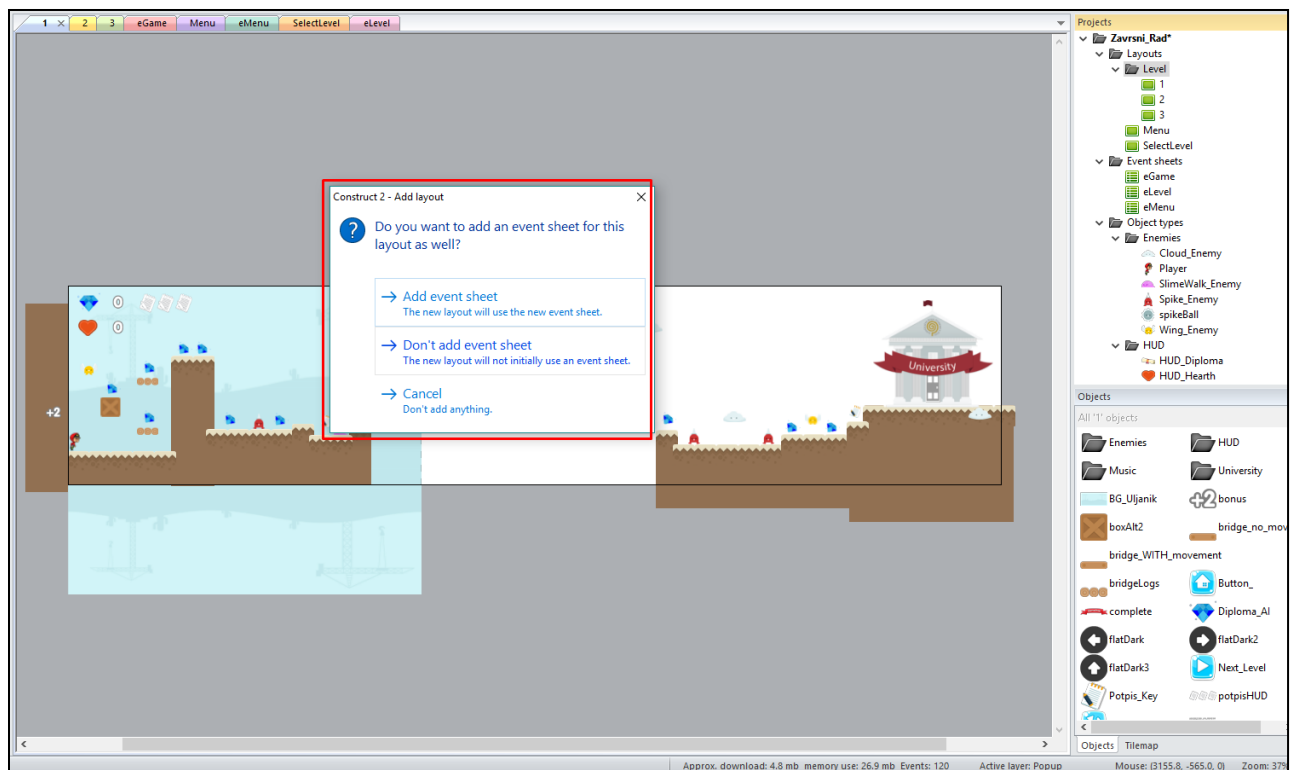 1 × 2 3 eGame Menu eMenu SelectLevel eLevel
Projects
Zavrsni_Rad*
Layouts
Level
1
2
3
Menu
SelectLevel
Event sheets
eGame
eLevel
eMenu
Object types
Enemies
Cloud_Enemy
Player
SlimeWalk_Enemy
Spike_Enemy
spikeBall
Wing_Enemy
HUD
HUD_Diploma
HUD_Hearth
Construct 2 - Add layout
Do you want to add an event sheet for this
layout as well?
→ Add event sheet
The new layout will use the new event sheet.
→ Don't add event sheet
The new layout will not initially use an event sheet.
→ Cancel
Don't add anything.
0
0
+2
University
Objects
All '1' objects
Enemies HUD
Music University
BG_Uljanik bonus
+2
boxAlt2 bridge_no_mov
bridge_WITH_movement
bridgeLogs Button_
complete Diploma_AI
flatDark flatDark2
flatDark3 Next_Level
Potpis_Key potpisHUD
Objects Tilemap
Approx. download: 4.8 mb memory use: 26.9 mb Events: 120 Active layer: Popup Mouse: (3155.8, -565.0, 0) Zoom: 37%